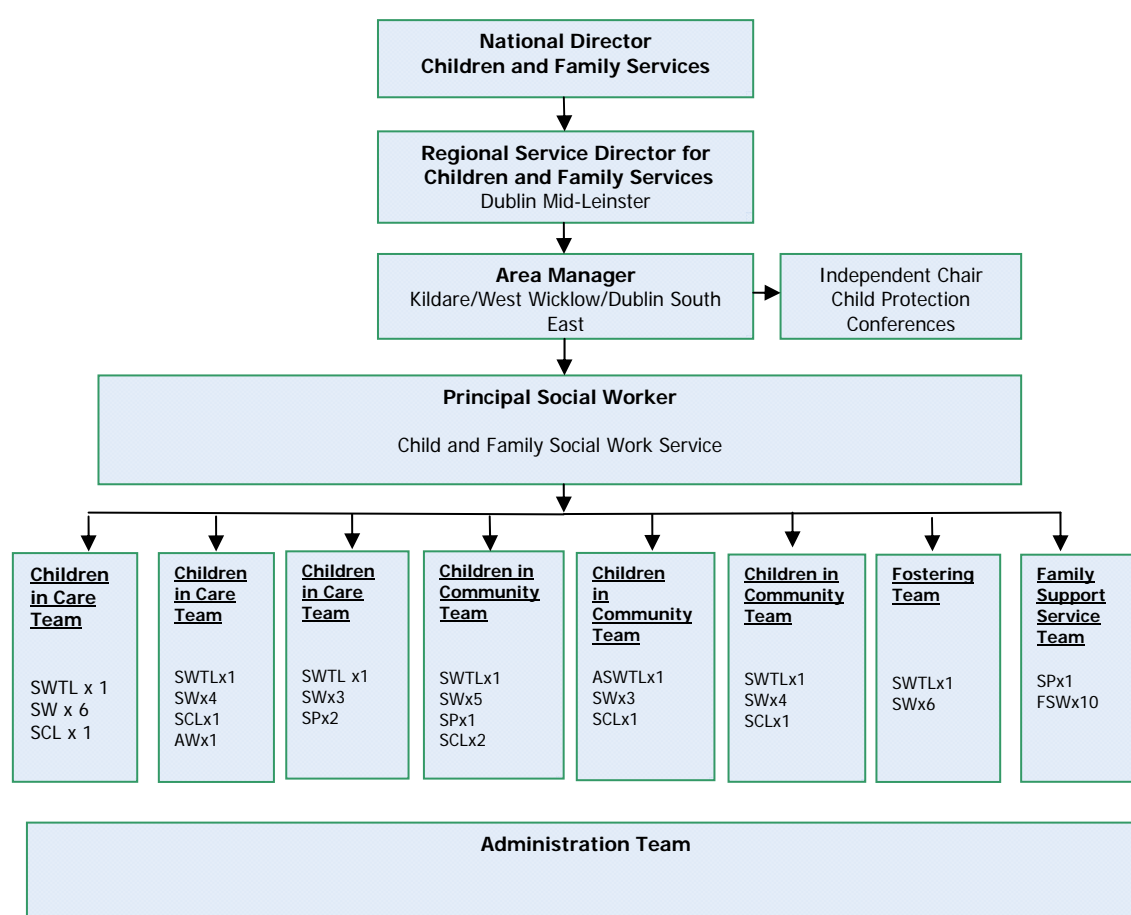 National Director
Children and Family Services
Regional Service Director for
Children and Family Services
Dublin Mid-Leinster
Area Manager
Kildare/West Wicklow/Dublin South
East
Independent Chair
Child Protection
Conferences
Principal Social Worker
Child and Family Social Work Service
Children
in Care
Team
SWTL x 1
SW x 6
SCL x 1
Children
in Care
Team
SWTLx1
SWx4
SCLx1
AWx1
Children
in Care
Team
SWTL x1
SWx3
SPx2
Children in
Community
Team
SWTLx1
SWx5
SPx1
SCLx2
Children
in
Community
Team
ASWTLx1
SWx3
SCLx1
Children in
Community
Team
SWTLx1
SWx4
SCLx1
Fostering
Team
SWTLx1
SWx6
Family
Support
Service
Team
SPx1
FSWx10
Administration Team